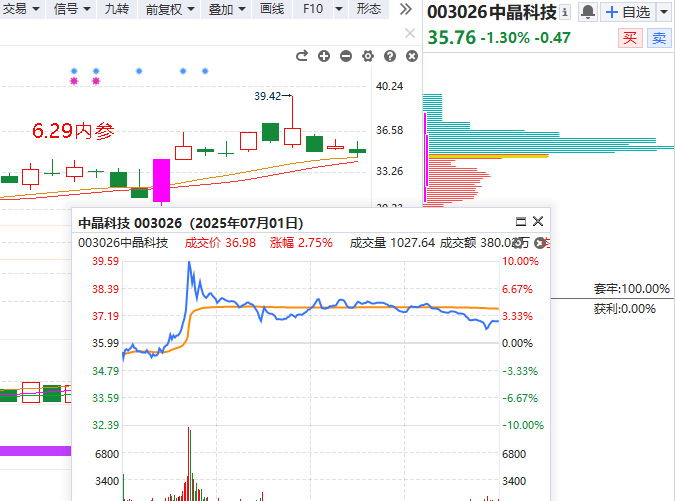 交易 信号 九转 前复权 叠加 画线 F10 形态
003026 中晶科技 自选
35.76 -1.30% -0.47 买 卖
40.24
39.42
36.58
6.29内参
33.26
中晶科技 003026（2025年07月01日）
003026中晶科技 成交价 36.98 涨幅 2.75% 成交量 1027.64 成交额 380.02万
39.59 10.00%
38.39 6.67%
套牢:100.00%
获利:0.00%
37.19 3.33%
35.99 0.00%
34.79 -3.33%
33.59 -6.67%
32.39 -10.00%
6800 6800
3400 3400